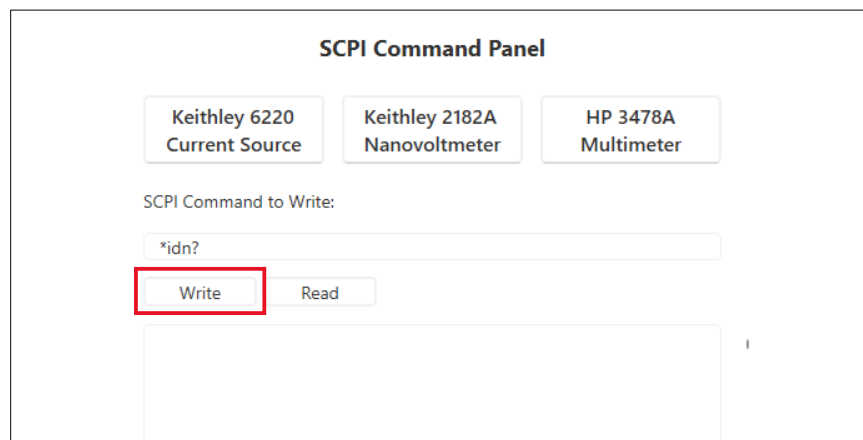 SCPI Command Panel
Keithley 6220
Current Source
Keithley 2182A
Nanovoltmeter
HP 3478A
Multimeter
SCPI Command to Write:
*idn?
Write
Read